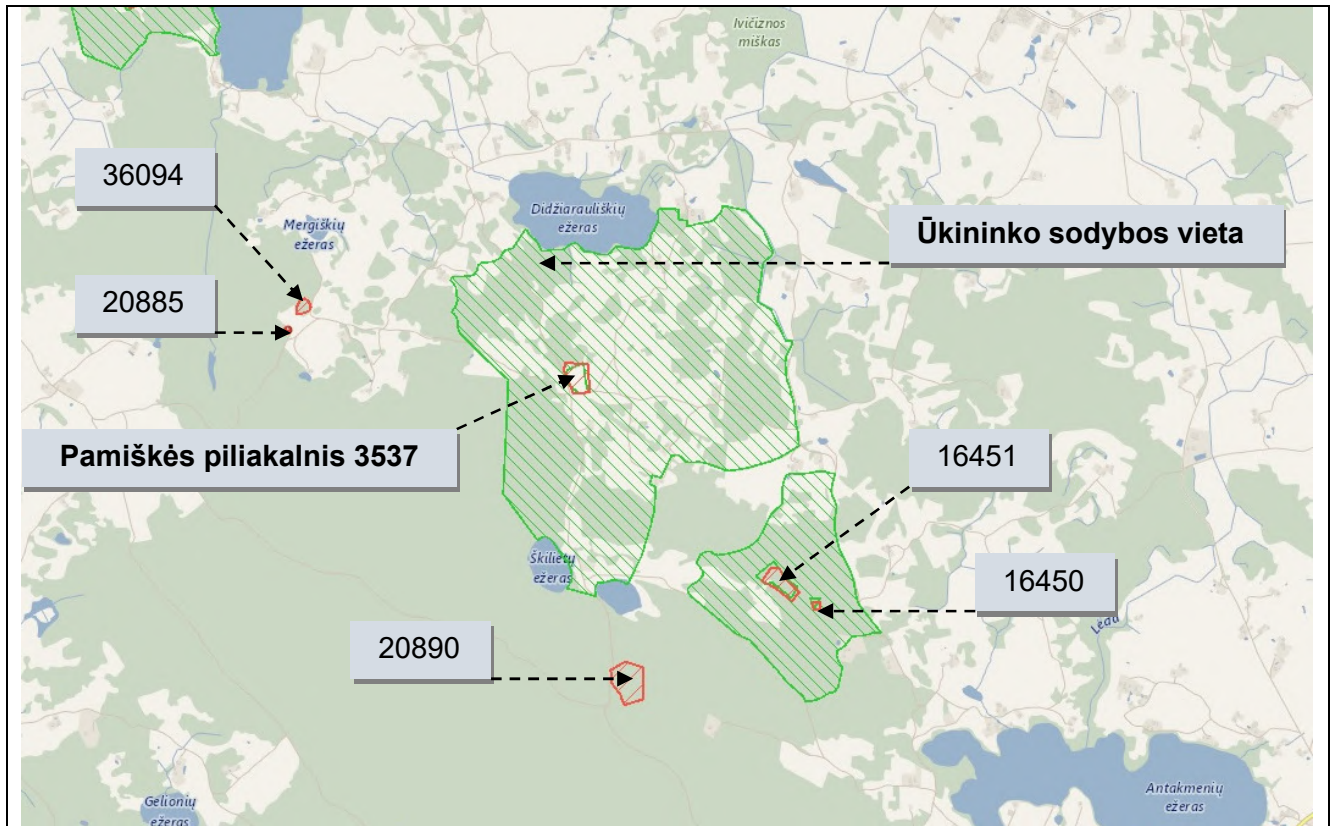 Ivičiznos
miškas
36094
20885
Mergiškių
ežeras
Didžiarauliškių
ežeras
Ūkininko sodybos vieta
Pamiškės piliakalnis 3537
16451
16450
Škilietų
ežeras
20890
Lėda
Gelionių
ežeras
Antakmenių
ežeras